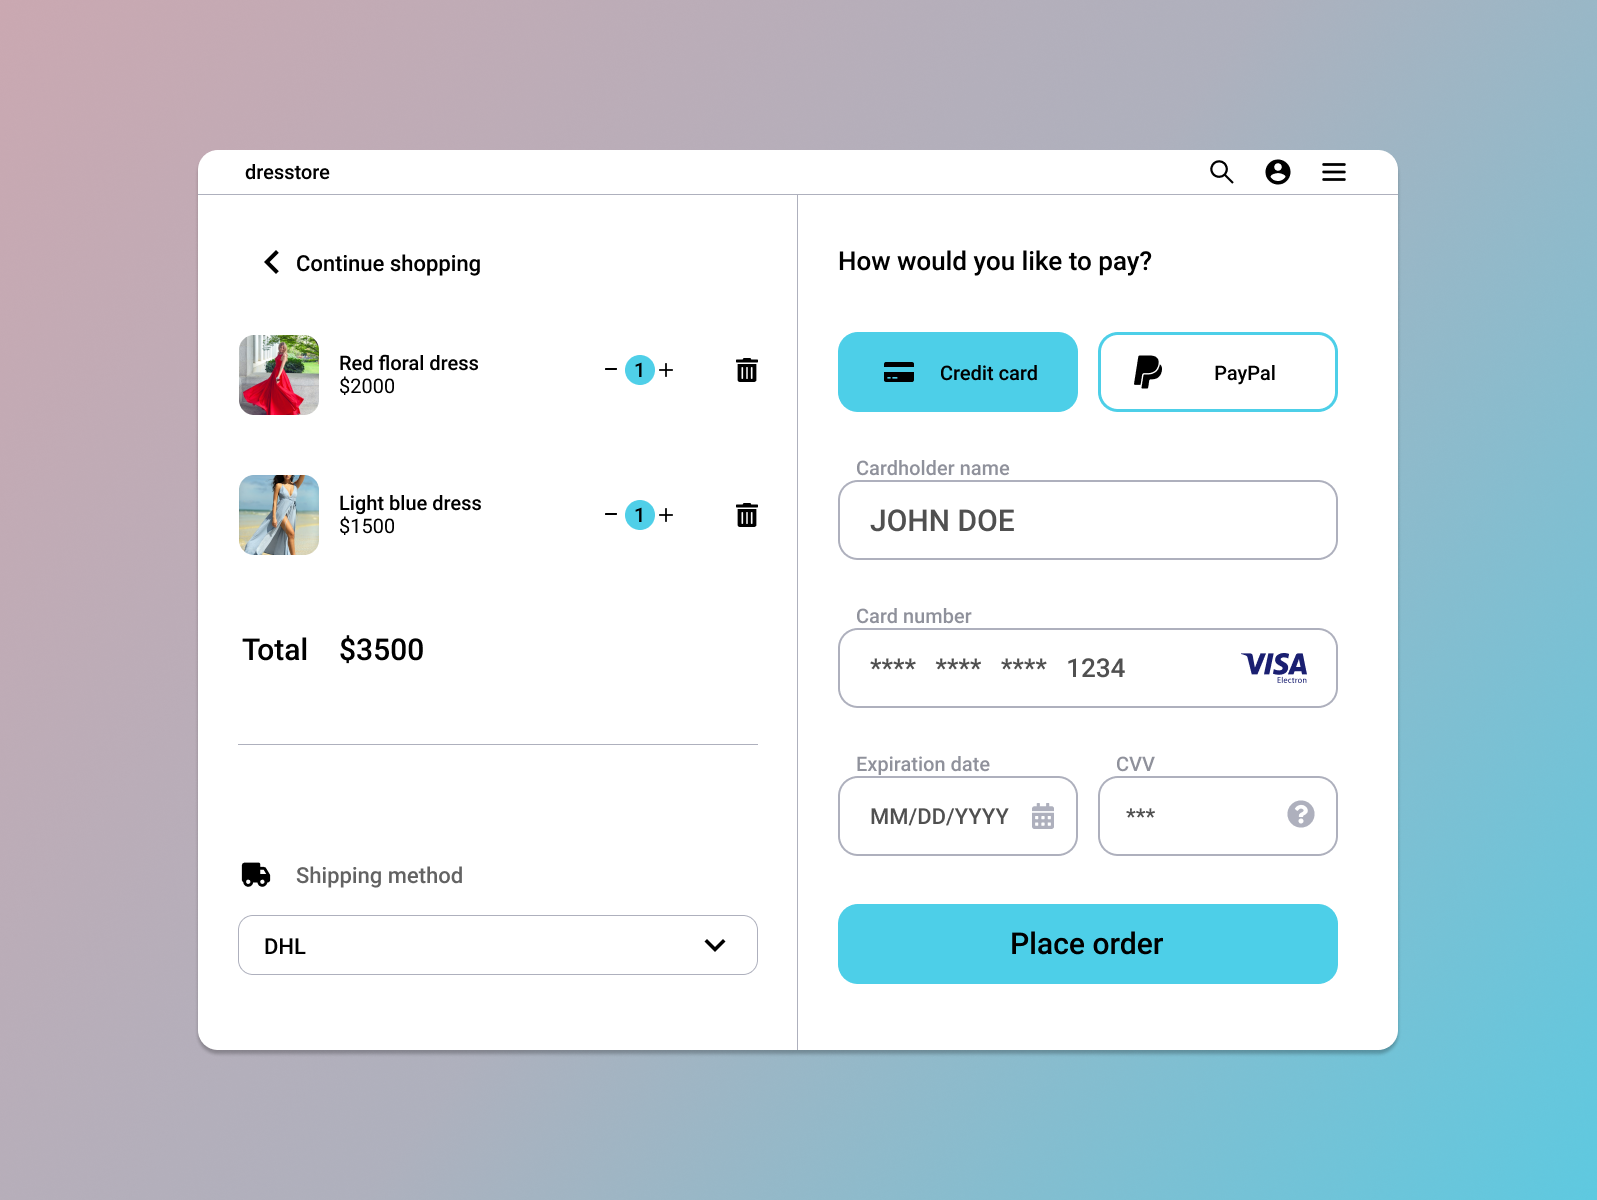 dresstore
Continue shopping
Red floral dress
$2000
1
Light blue dress
$1500
1
Total $3500
Shipping method
DHL
How would you like to pay?
Credit card
PayPal
Cardholder name
JOHN DOE
Card number
**** **** **** 1234
VISA
Electron
Expiration date
MM/DD/YYYY
CVV
***
Place order